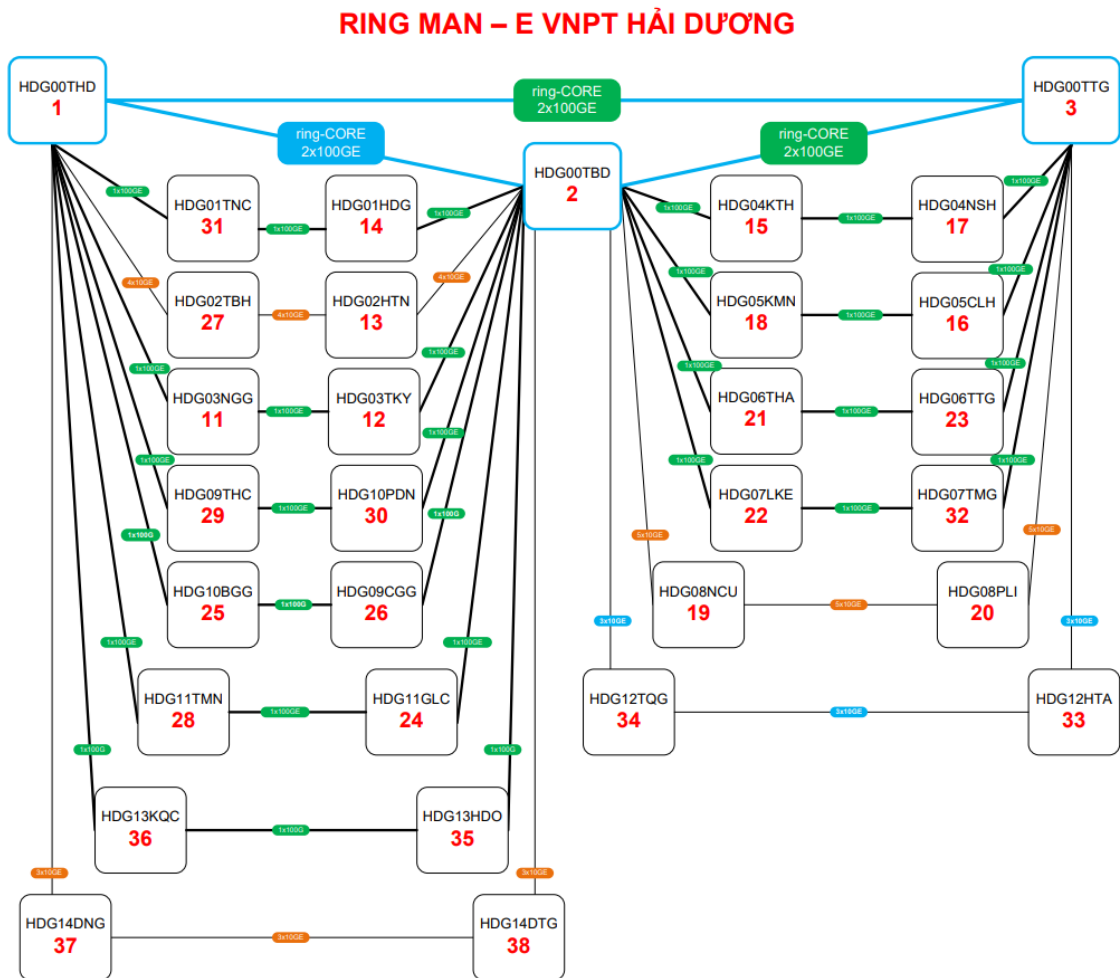 RING MAN – E VNPT HẢI DƯƠNG
HDG00THD
1
ring-CORE
2x100GE
HDG00TTG
3
ring-CORE
2x100GE
ring-CORE
2x100GE
HDG00TBD
2
1x100GE
HDG01TNC
31
1x100GE
HDG01HDG
14
1x100GE
1x100GE
HDG04KTH
15
1x100GE
HDG04NSH
17
1x100GE
4x10GE
HDG02TBH
27
4x10GE
HDG02HTN
13
4x10GE
1x100GE
HDG05KMN
18
1x100GE
HDG05CLH
16
1x100GE
1x100GE
HDG03NGG
11
1x100GE
HDG03TKY
12
1x100GE
1x100GE
HDG06THA
21
1x100GE
HDG06TTG
23
1x100GE
1x100GE
HDG09THC
29
1x100GE
HDG10PDN
30
1x100GE
1x100GE
HDG07LKE
22
1x100GE
HDG07TMG
32
1x100GE
1x100G
HDG10BGG
25
1x100G
HDG09CGG
26
1x100G
5x10GE
HDG08NCU
19
5x10GE
HDG08PLI
20
5x10GE
1x100GE
HDG11TMN
28
1x100GE
HDG11GLC
24
1x100GE
3x10GE
HDG12TQG
34
3x10GE
HDG12HTA
33
3x10GE
1x100G
HDG13KQC
36
1x100G
HDG13HDO
35
1x100G
3x10GE
HDG14DNG
37
3x10GE
HDG14DTG
38
3x10GE